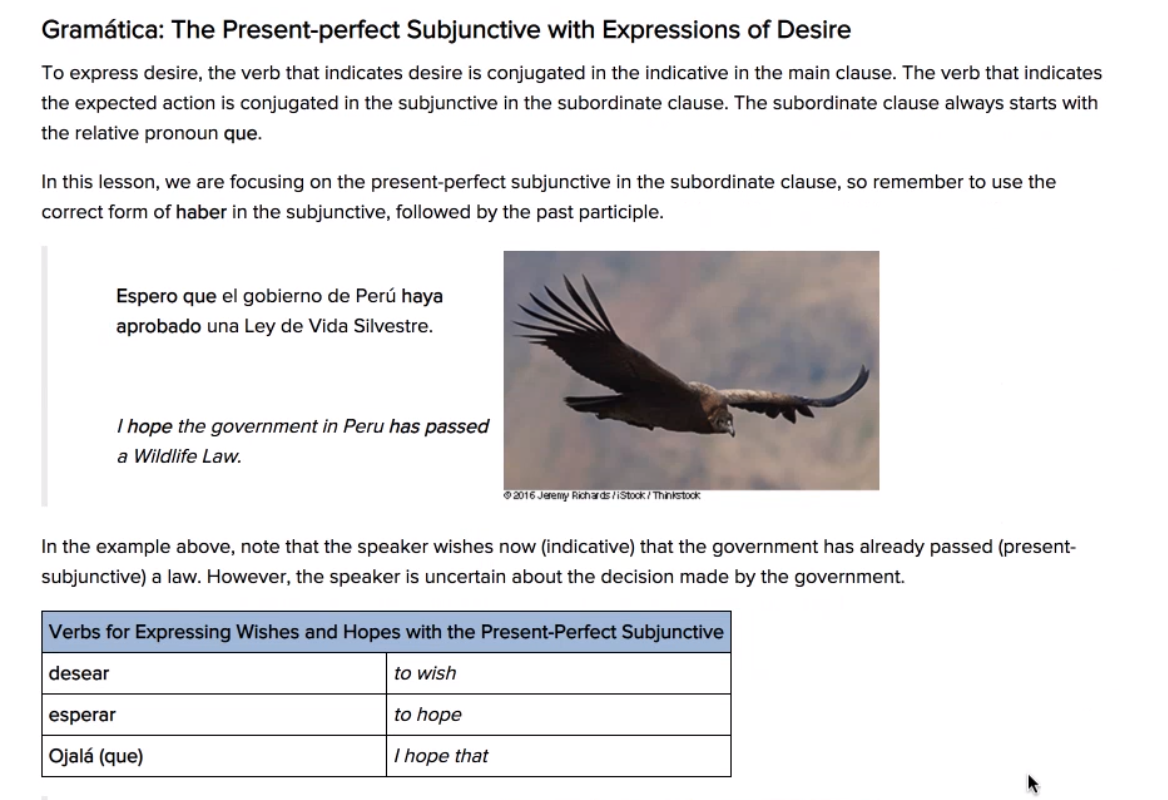 Gramática: The Present-perfect Subjunctive with Expressions of Desire
To express desire, the verb that indicates desire is conjugated in the indicative in the main clause. The verb that indicates
the expected action is conjugated in the subjunctive in the subordinate clause. The subordinate clause always starts with
the relative pronoun que.
In this lesson, we are focusing on the present-perfect subjunctive in the subordinate clause, so remember to use the
correct form of haber in the subjunctive, followed by the past participle.
Espero que el gobierno de Perú haya
aprobado una Ley de Vida Silvestre.
I hope the government in Peru has passed
a Wildlife Law.
© 2016 Jeremy Richards / iStock / Thinkstock
In the example above, note that the speaker wishes now (indicative) that the government has already passed (present-
subjunctive) a law. However, the speaker is uncertain about the decision made by the government.
Verbs for Expressing Wishes and Hopes with the Present-Perfect Subjunctive
desear to wish
esperar to hope
Ojalá (que) I hope that